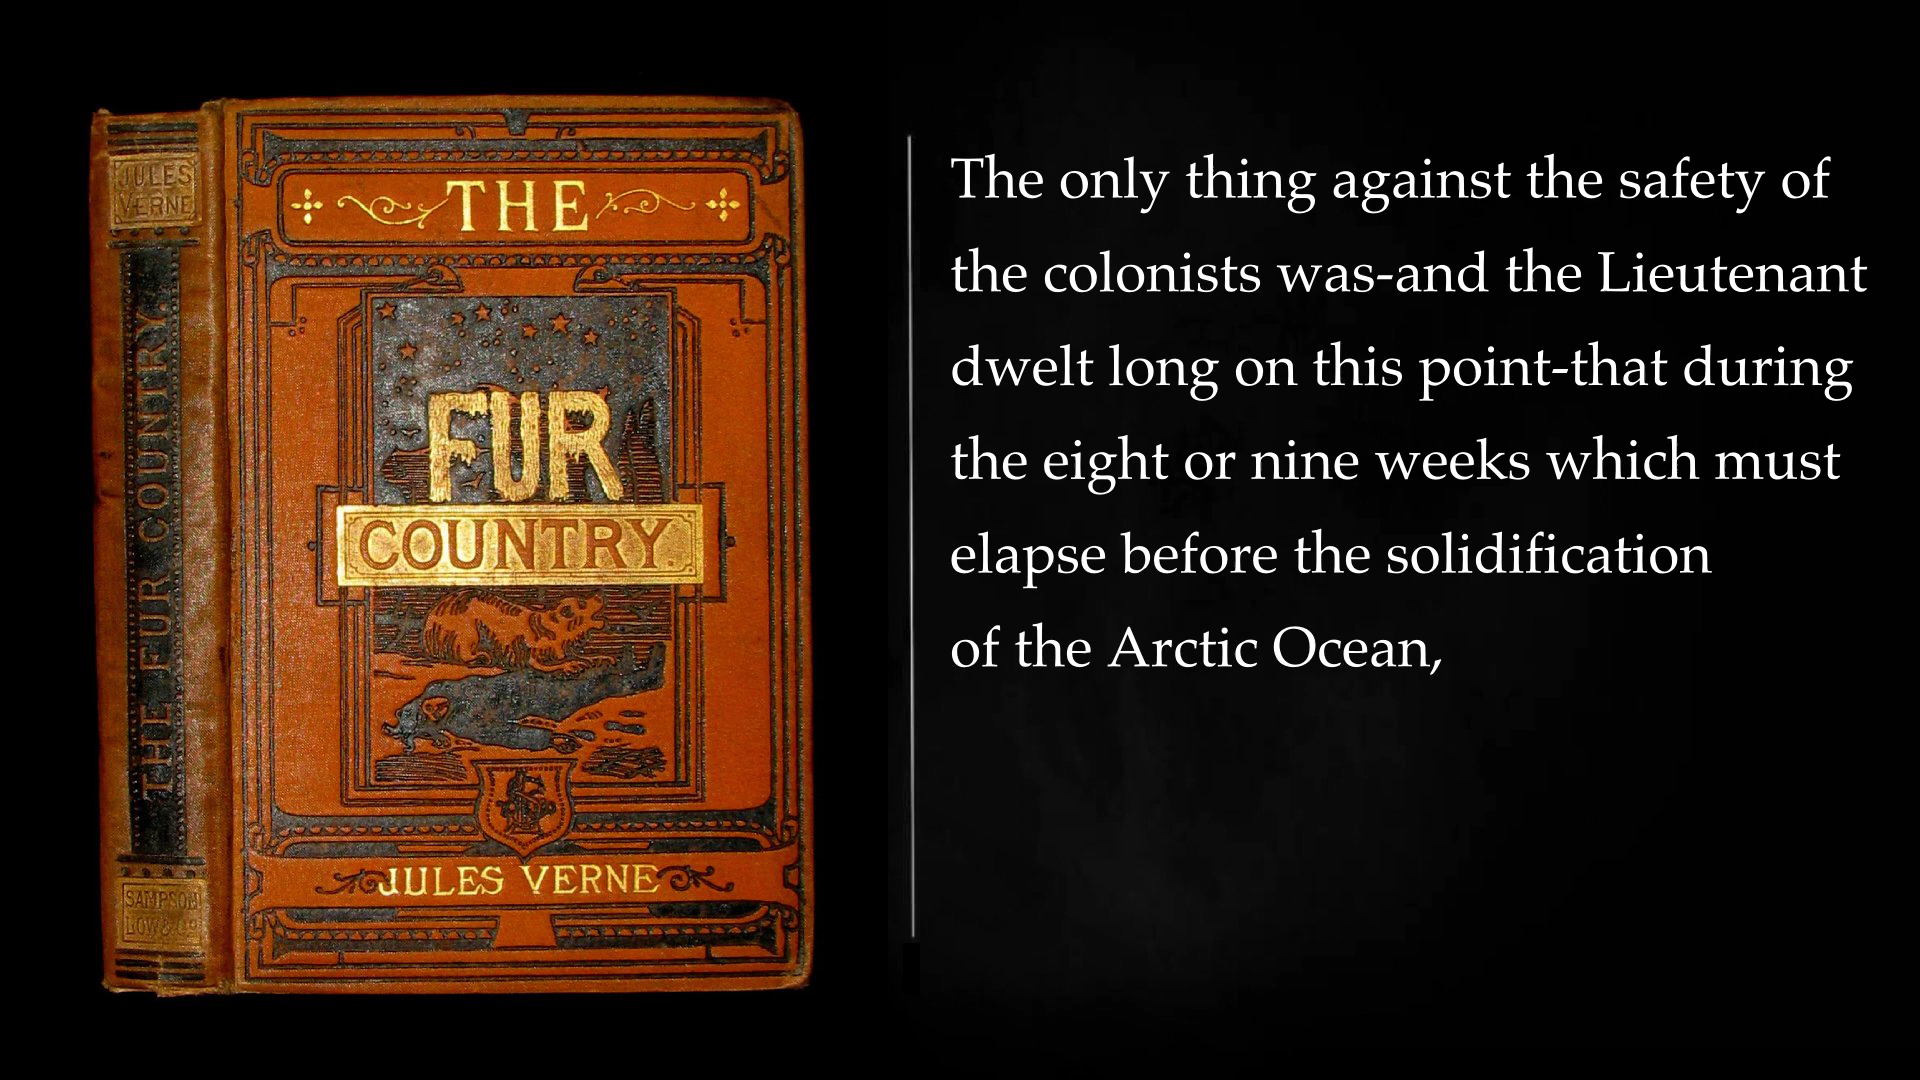 JULES
VERNE
THE FUR COUNTRY.
SAMPSON
LOW & Co
THE
FUR
COUNTRY.
JULES VERNE
The only thing against the safety of
the colonists was-and the Lieutenant
dwelt long on this point-that during
the eight or nine weeks which must
elapse before the solidification
of the Arctic Ocean,